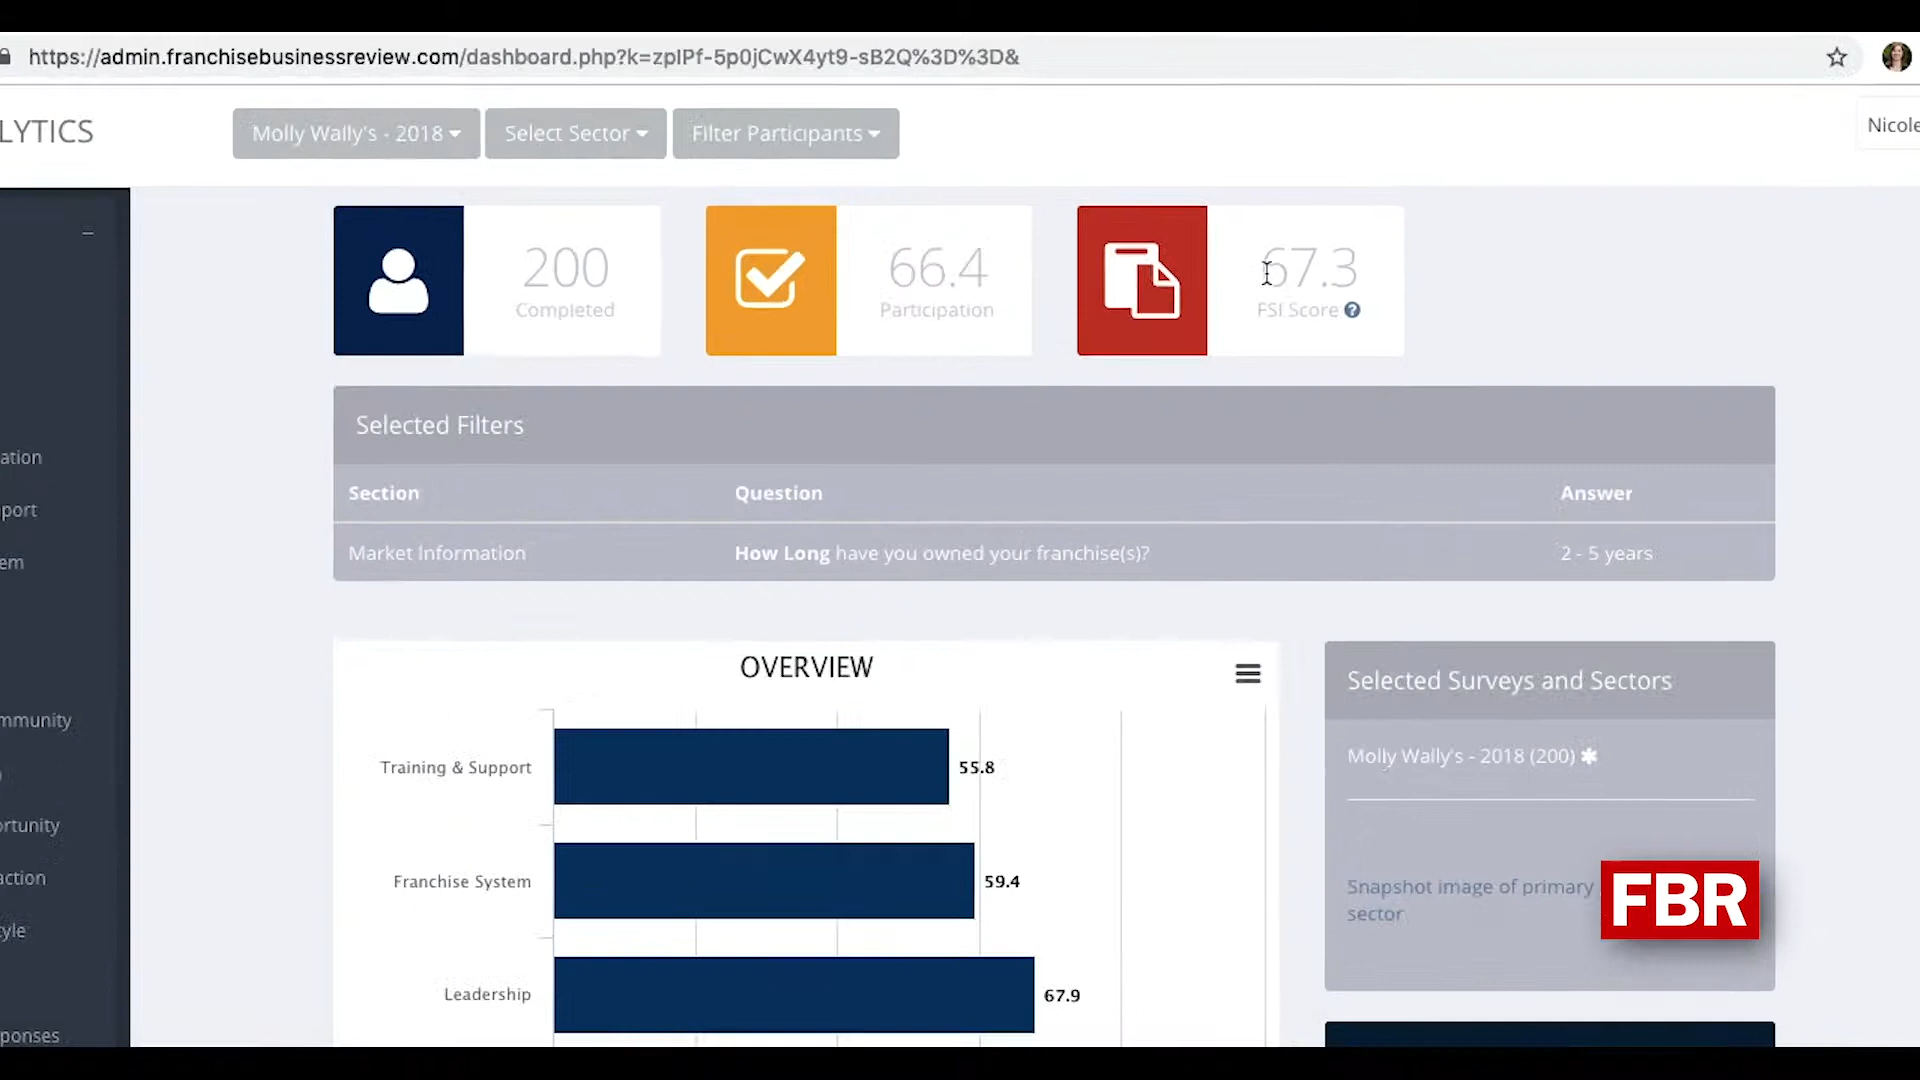 https://admin.franchisebusinessreview.com/dashboard.php?k=zpIPf-5p0jCwX4yt9-sB2Q%3D%3D&
LYTICS
Molly Wally's - 2018
Select Sector
Filter Participants
Nicole
200
Completed
66.4
Participation
67.3
FSI Score
Selected Filters
Section Question Answer
Market Information How Long have you owned your franchise(s)? 2 - 5 years
ation
port
em
mmunity
ortunity
action
yle
ponses
OVERVIEW
Training & Support 55.8
Franchise System 59.4
Leadership 67.9
Selected Surveys and Sectors
Molly Wally's - 2018 (200) ✱
Snapshot image of primary
sector
FBR